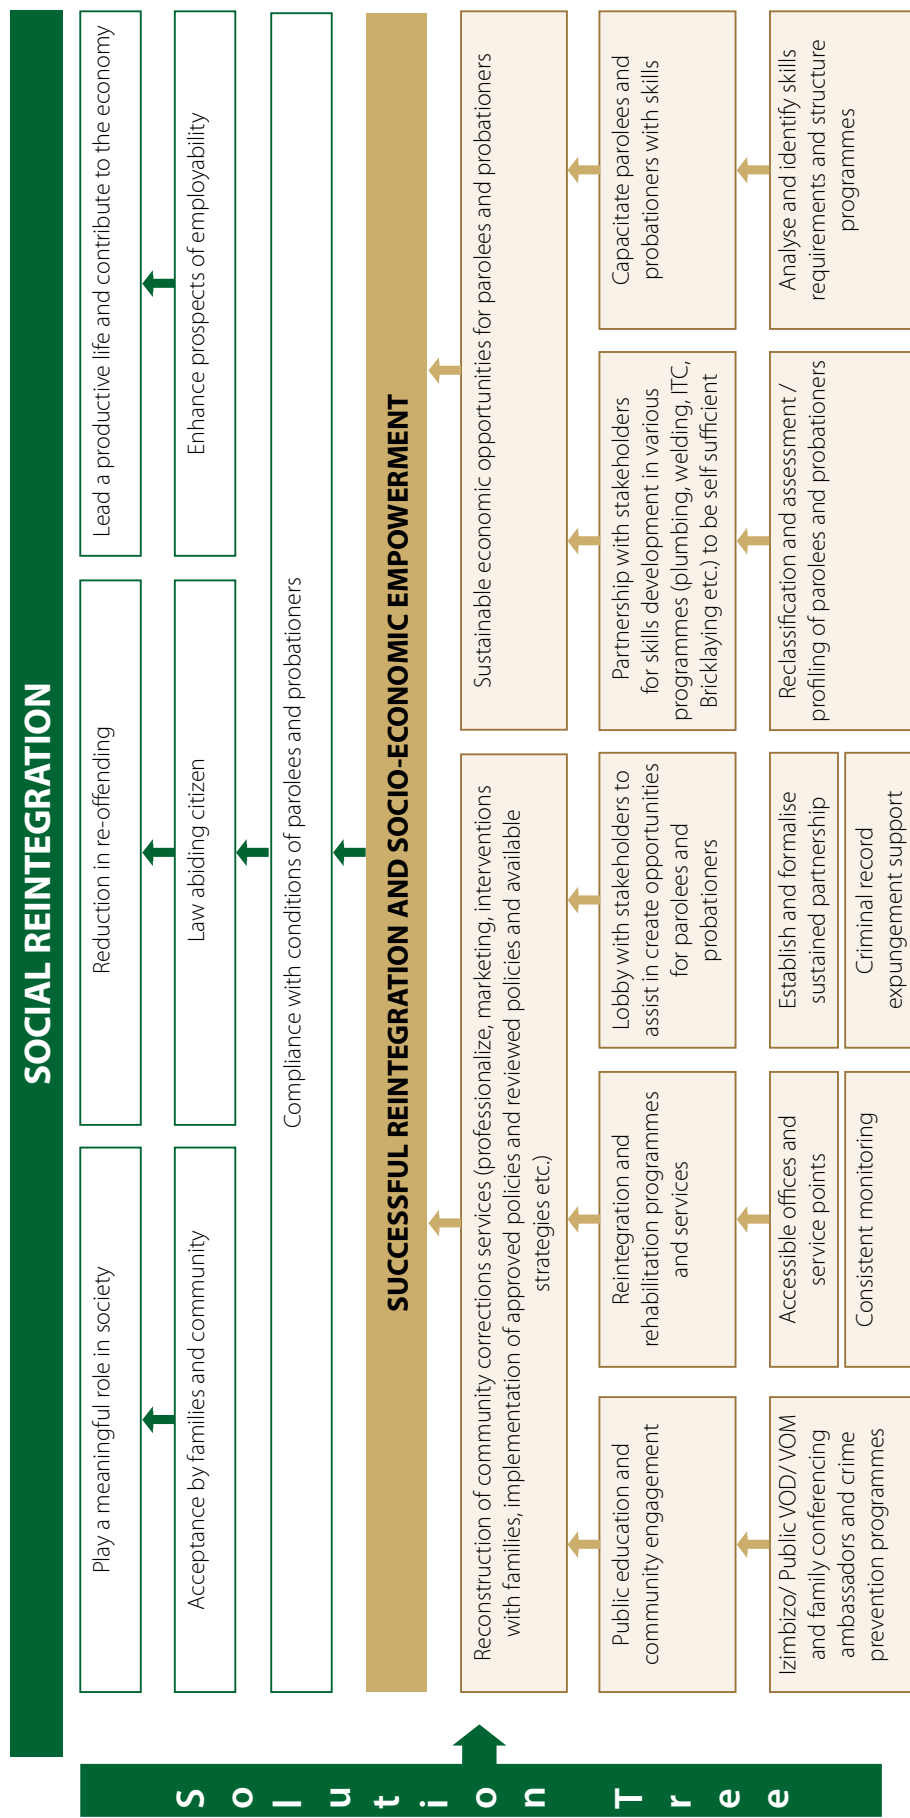 SOCIAL REINTEGRATION
Solution Tree
Play a meaningful role in society
Reduction in re-offending
Lead a productive life and contribute to the economy
Acceptance by families and community
Law abiding citizen
Enhance prospects of employability
Compliance with conditions of parolees and probationers
SUCCESSFUL REINTEGRATION AND SOCIO-ECONOMIC EMPOWERMENT
Reconstruction of community corrections services (professionalize, marketing, interventions
with families, implementation of approved policies and reviewed policies and available
strategies etc.)
Sustainable economic opportunities for parolees and probationers
Public education and
community engagement
Reintegration and
rehabilitation programmes
and services
Lobby with stakeholders to
assist in create opportunities
for parolees and
probationers
Partnership with stakeholders
for skills development in various
programmes (plumbing, welding, ITC,
Bricklaying etc.) to be self sufficient
Capacitate parolees and
probationers with skills
Izimbizo/ Public VOD/ VOM
and family conferencing
ambassadors and crime
prevention programmes
Accessible offices and
service points
Consistent monitoring
Establish and formalise
sustained partnership
Criminal record
expungement support
Reclassification and assessment /
profiling of parolees and probationers
Analyse and identify skills
requirements and structure
programmes